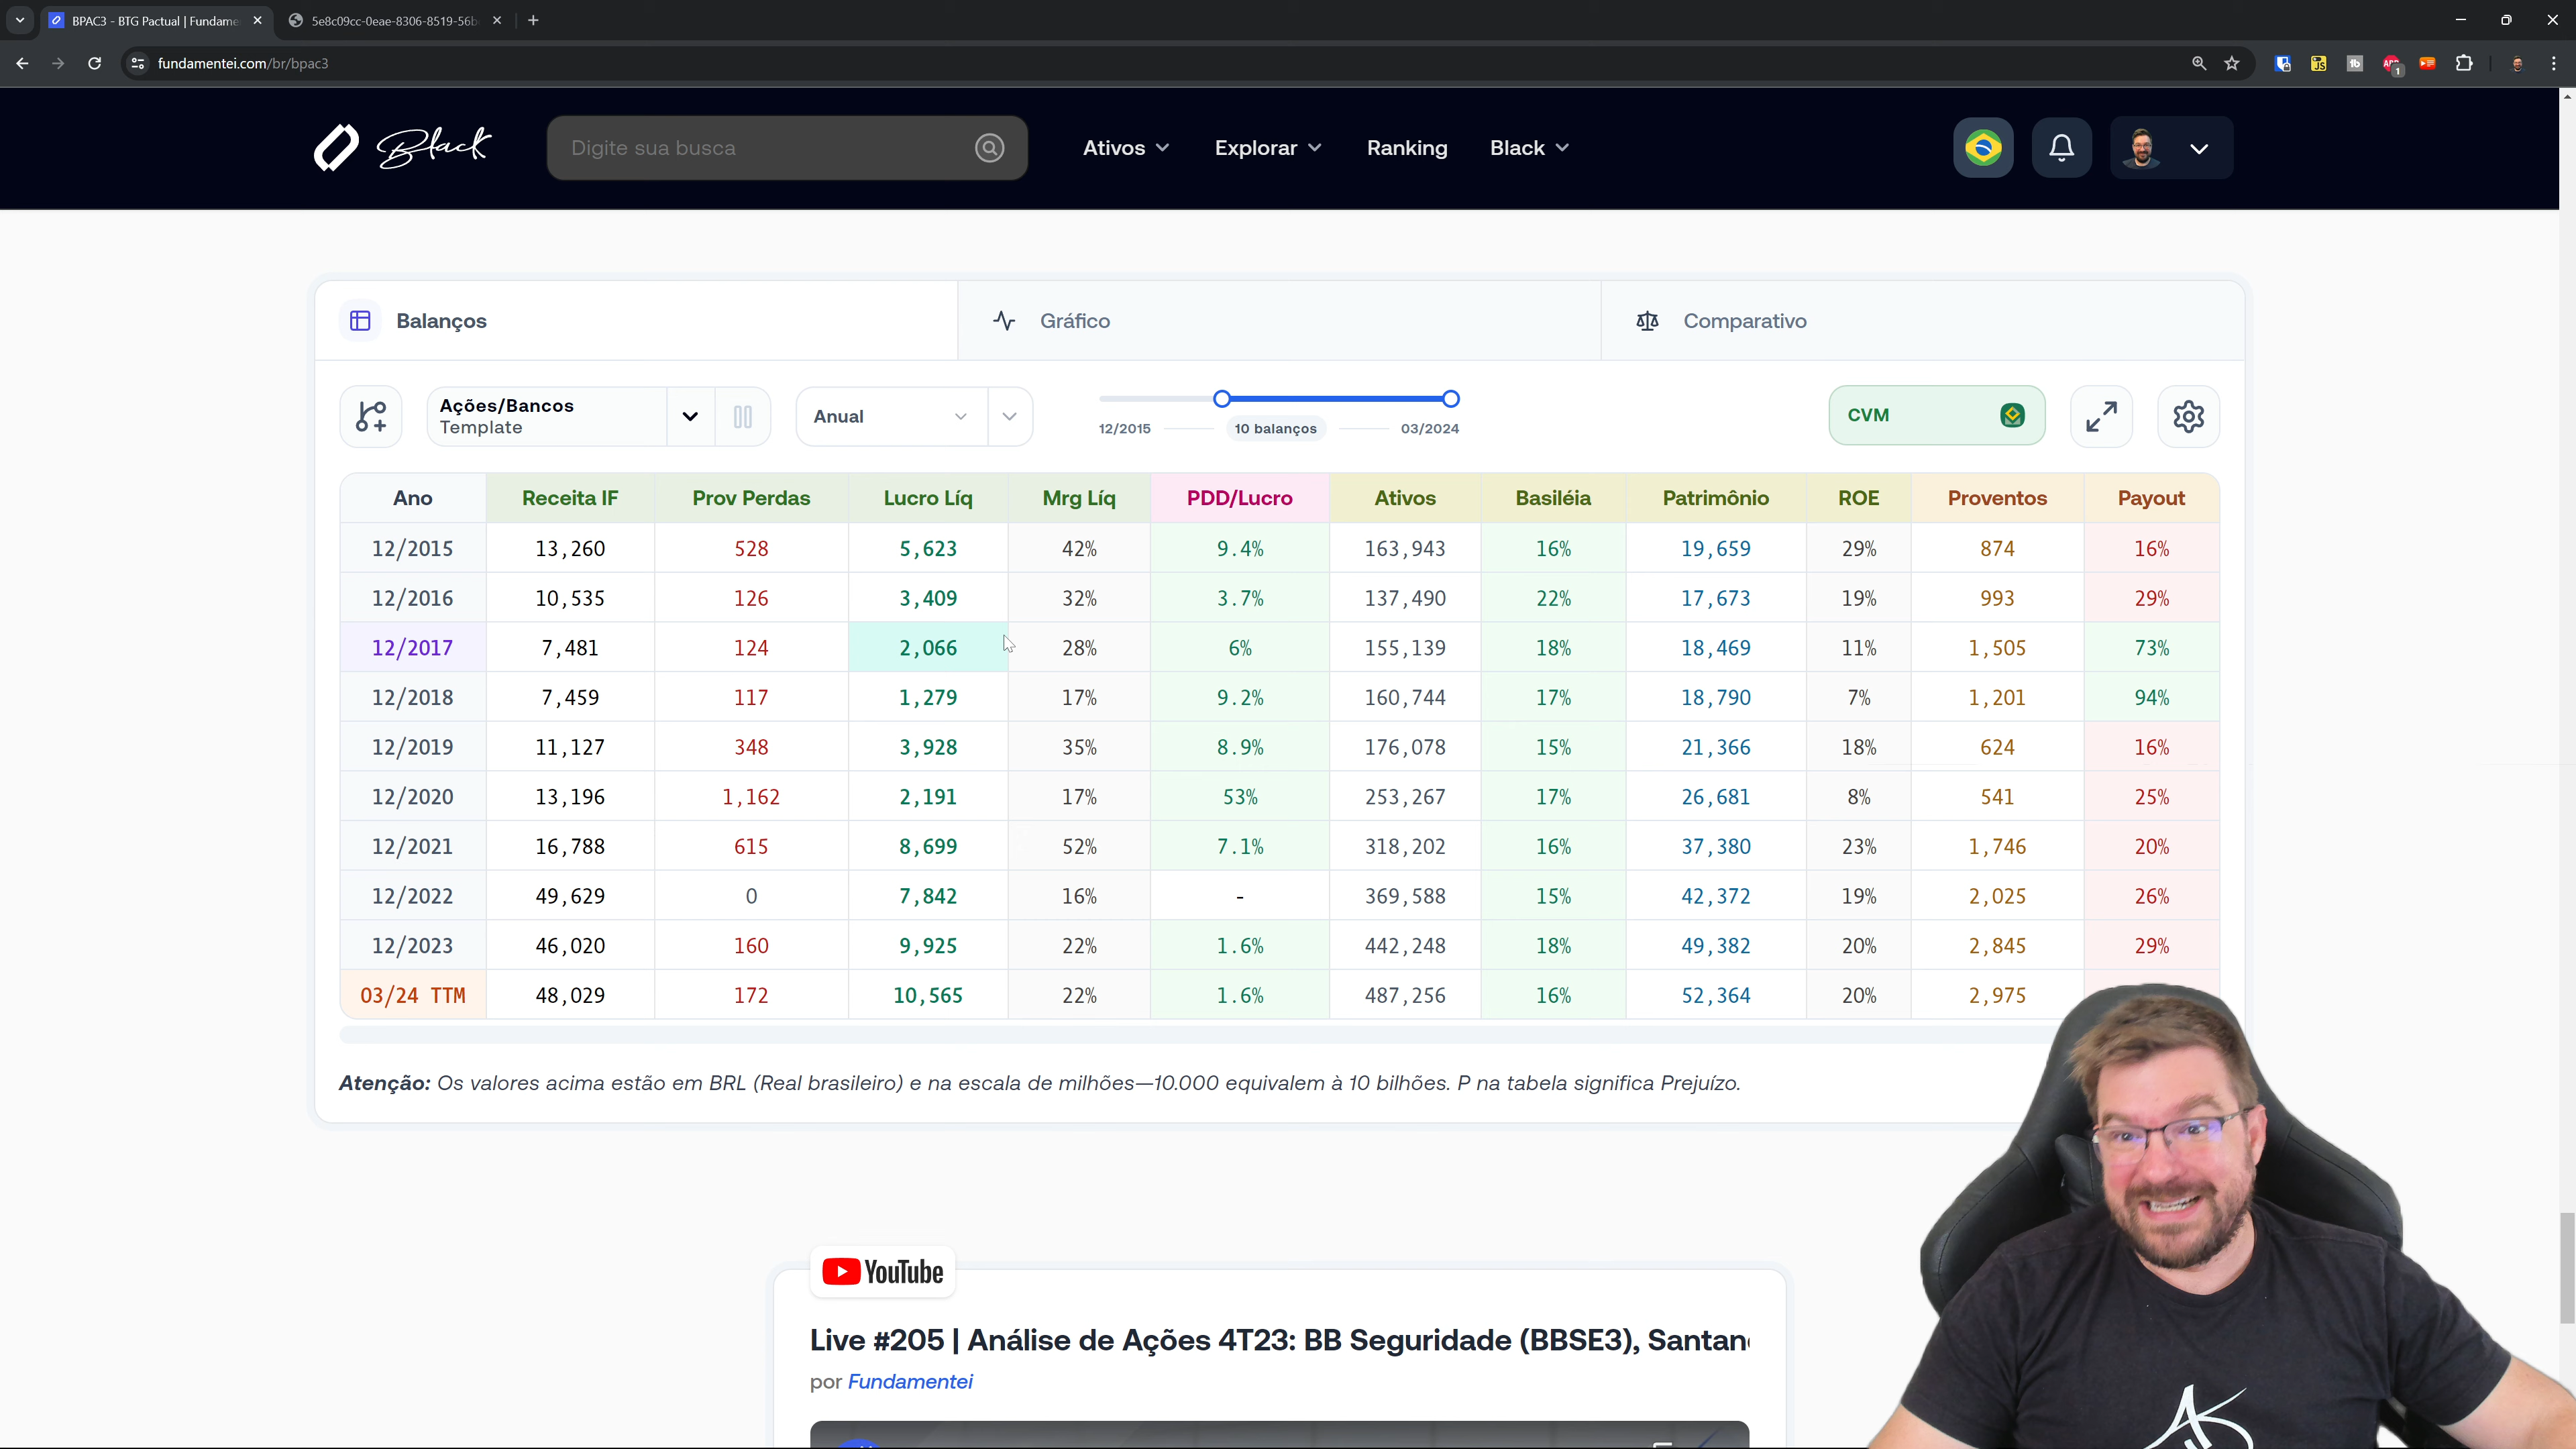 BPAC3 - BTG Pactual | Fundame
5e8c09cc-0eae-8306-8519-56b
fundamentei.com/br/bpac3
Black
Digite sua busca
Ativos
Explorar
Ranking
Black
Balanços
Gráfico
Comparativo
Ações/Bancos
Template
Anual
12/2015
10 balanços
03/2024
CVM
Ano Receita IF Prov Perdas Lucro Líq Mrg Líq PDD/Lucro Ativos Basiléia Patrimônio ROE Proventos Payout
12/2015 13,260 528 5,623 42% 9.4% 163,943 16% 19,659 29% 874 16%
12/2016 10,535 126 3,409 32% 3.7% 137,490 22% 17,673 19% 993 29%
12/2017 7,481 124 2,066 28% 6% 155,139 18% 18,469 11% 1,505 73%
12/2018 7,459 117 1,279 17% 9.2% 160,744 17% 18,790 7% 1,201 94%
12/2019 11,127 348 3,928 35% 8.9% 176,078 15% 21,366 18% 624 16%
12/2020 13,196 1,162 2,191 17% 53% 253,267 17% 26,681 8% 541 25%
12/2021 16,788 615 8,699 52% 7.1% 318,202 16% 37,380 23% 1,746 20%
12/2022 49,629 0 7,842 16% - 369,588 15% 42,372 19% 2,025 26%
12/2023 46,020 160 9,925 22% 1.6% 442,248 18% 49,382 20% 2,845 29%
03/24 TTM 48,029 172 10,565 22% 1.6% 487,256 16% 52,364 20% 2,975
Atenção: Os valores acima estão em BRL (Real brasileiro) e na escala de milhões—10.000 equivalem à 10 bilhões. P na tabela significa Prejuízo.
YouTube
Live #205 | Análise de Ações 4T23: BB Seguridade (BBSE3), Santan
por Fundamentei